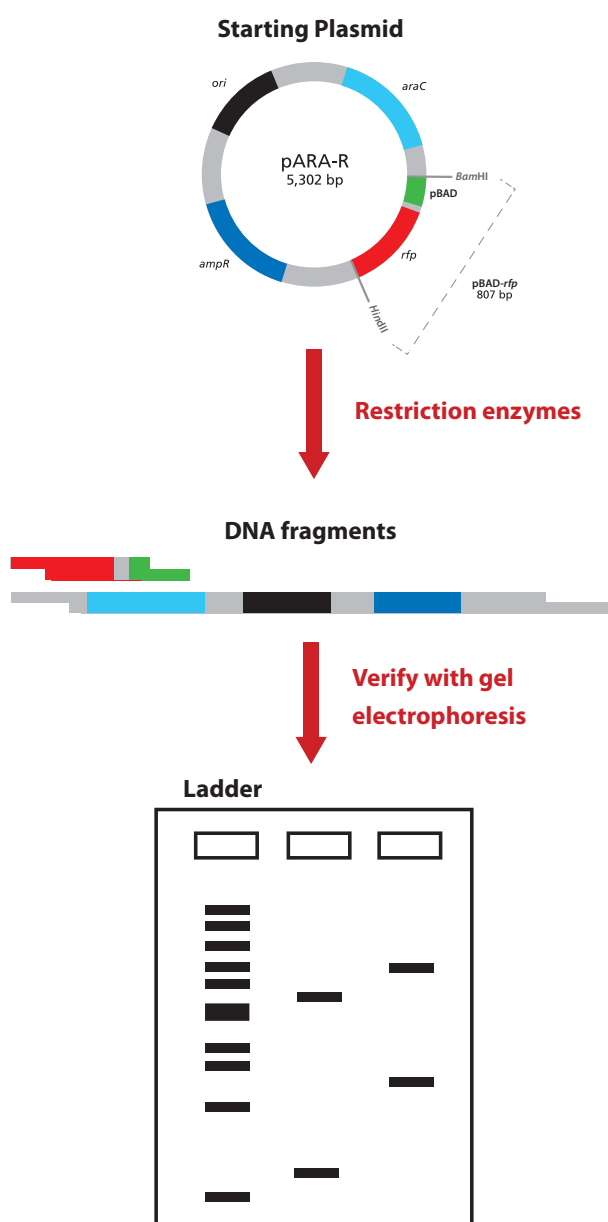 Starting Plasmid
ori
araC
pARA-R
5,302 bp
BamHI
pBAD
ampR
rfp
pBAD-rfp
807 bp
HindII
Restriction enzymes
DNA fragments
Verify with gel
electrophoresis
Ladder